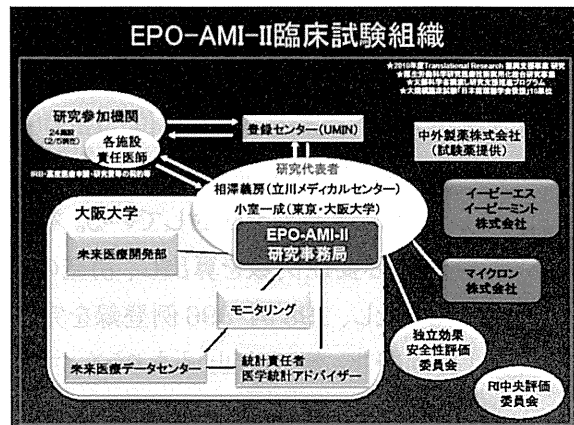 EPO-AMI-II臨床試験組織
研究参加機関
24施設
(2/5現在)
各施設
責任医師
登録センター(UMIN)
中外製薬株式会社
(試験薬提供)
研究代表者
相澤義房(立川メディカルセンター)
小室一成(東京・大阪大学)
EPO-AMI-II
研究事務局
イーピーエス
イーピーミント
株式会社
マイクロン
株式会社
大阪大学
未来医療開発部
モニタリング
未来医療データセンター
統計責任者
医学統計アドバイザー
独立効果
安全性評価
委員会
RI中央評価
委員会